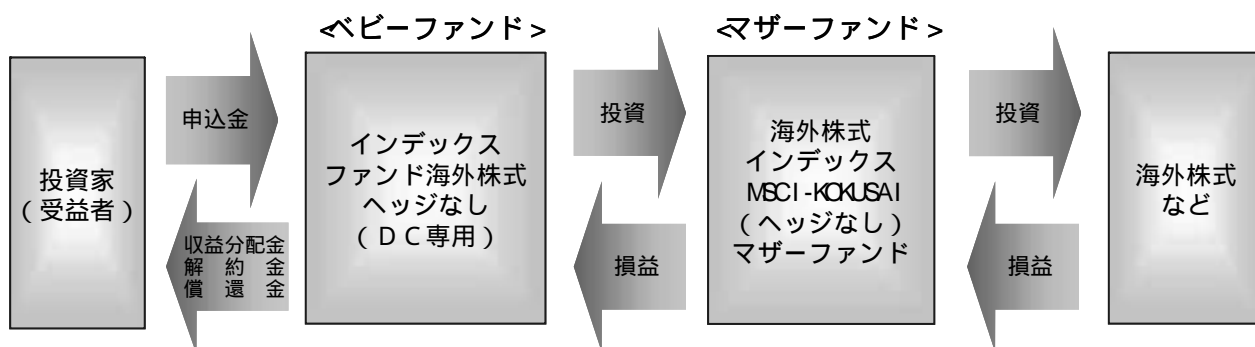 <ベビーファンド>
<マザーファンド>
投資家
(受益者)
申込金
収益分配金
解約金
償還金
インデックス
ファンド海外株式
ヘッジなし
(DC専用)
投資
損益
海外株式
インデックス
MSCI-KOKUSAI
(ヘッジなし)
マザーファンド
投資
損益
海外株式
など